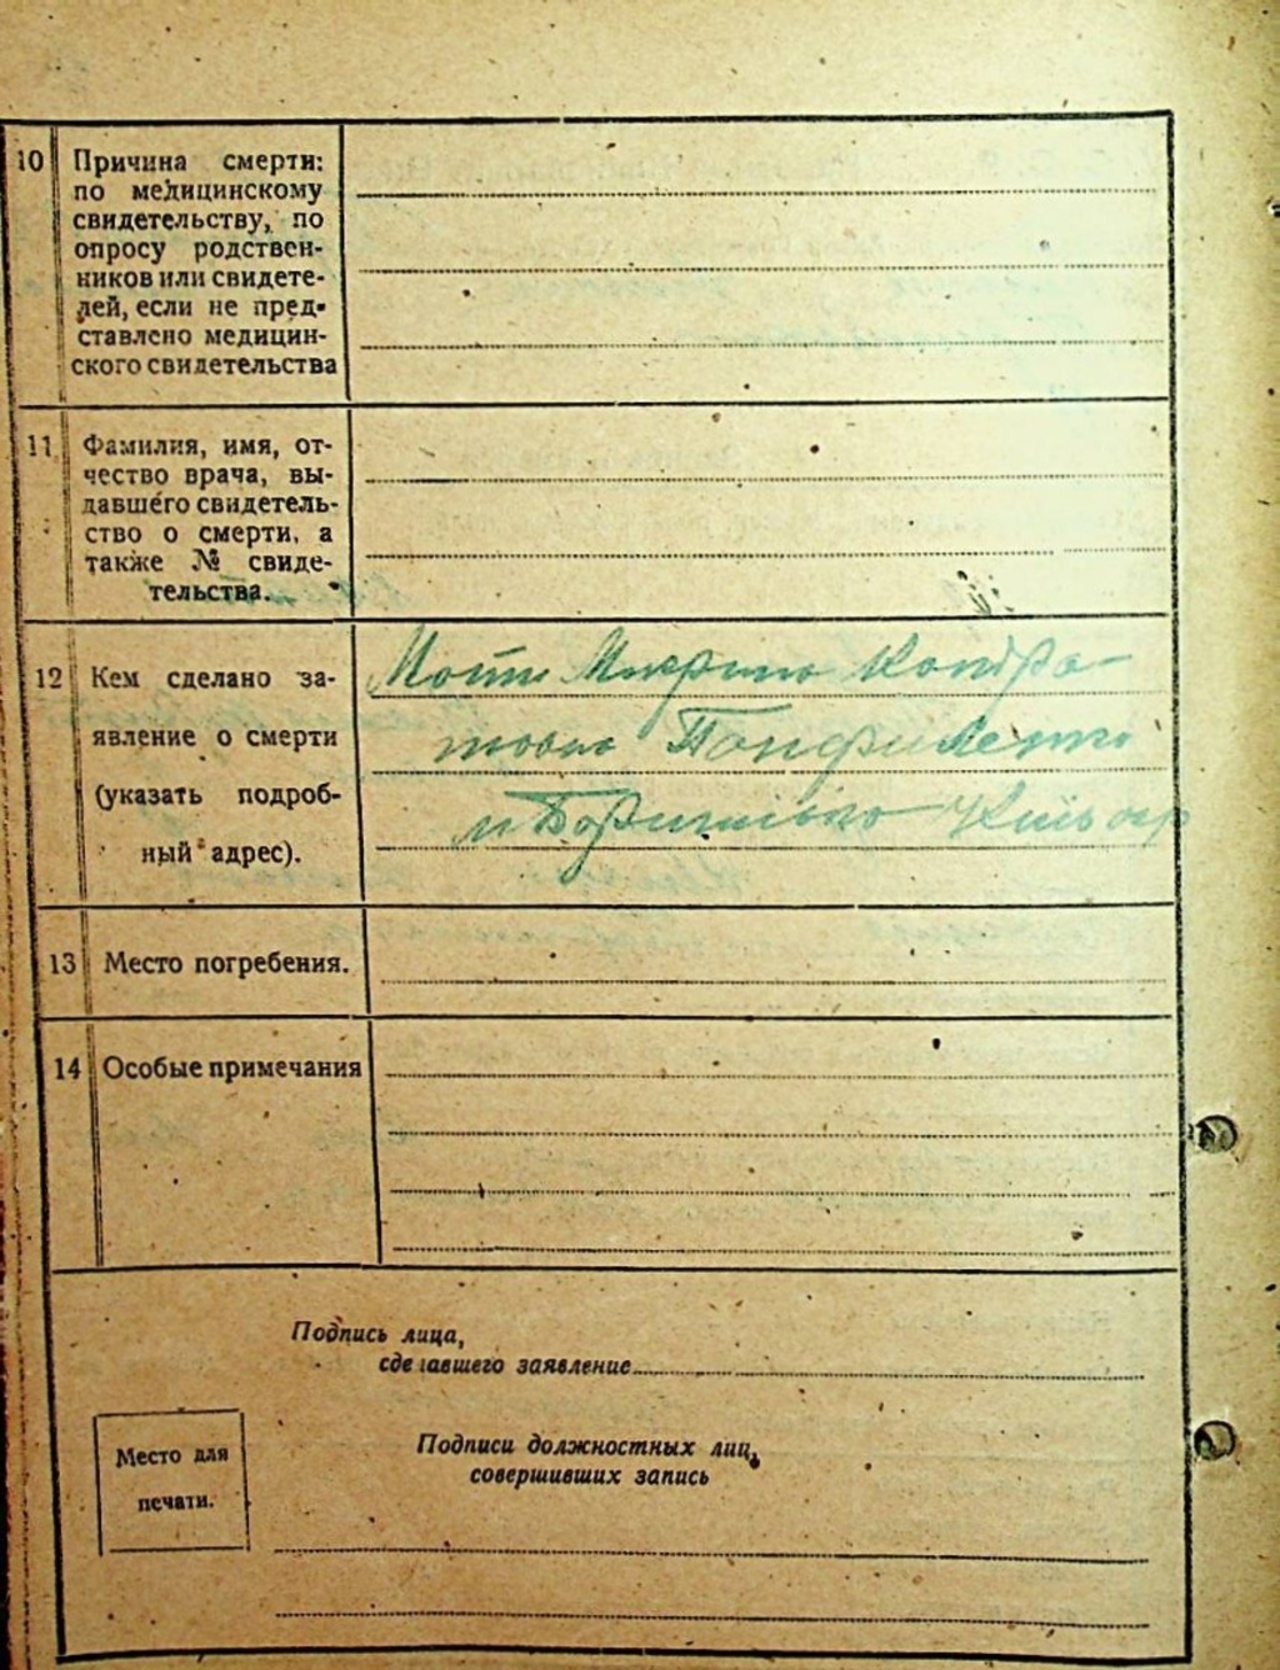 10 Причина смерти:
по медицинскому
свидетельству, по
опросу родствен-
ников или свидете-
лей, если не пред-
ставлено медицин-
ского свидетельства
11 Фамилия, имя, от-
чество врача, вы-
давшего свидетель-
ство о смерти, а
также № свиде-
тельства.
12 Кем сделано за-
явление о смерти
(указать подроб-
ный адрес).
Мати Кондра-
Панфиленко
м
13 Место погребения.
14 Особые примечания
Подпись лица,
сделавшего заявление
Место для
печати.
Подписи должностных лиц,
совершивших запись